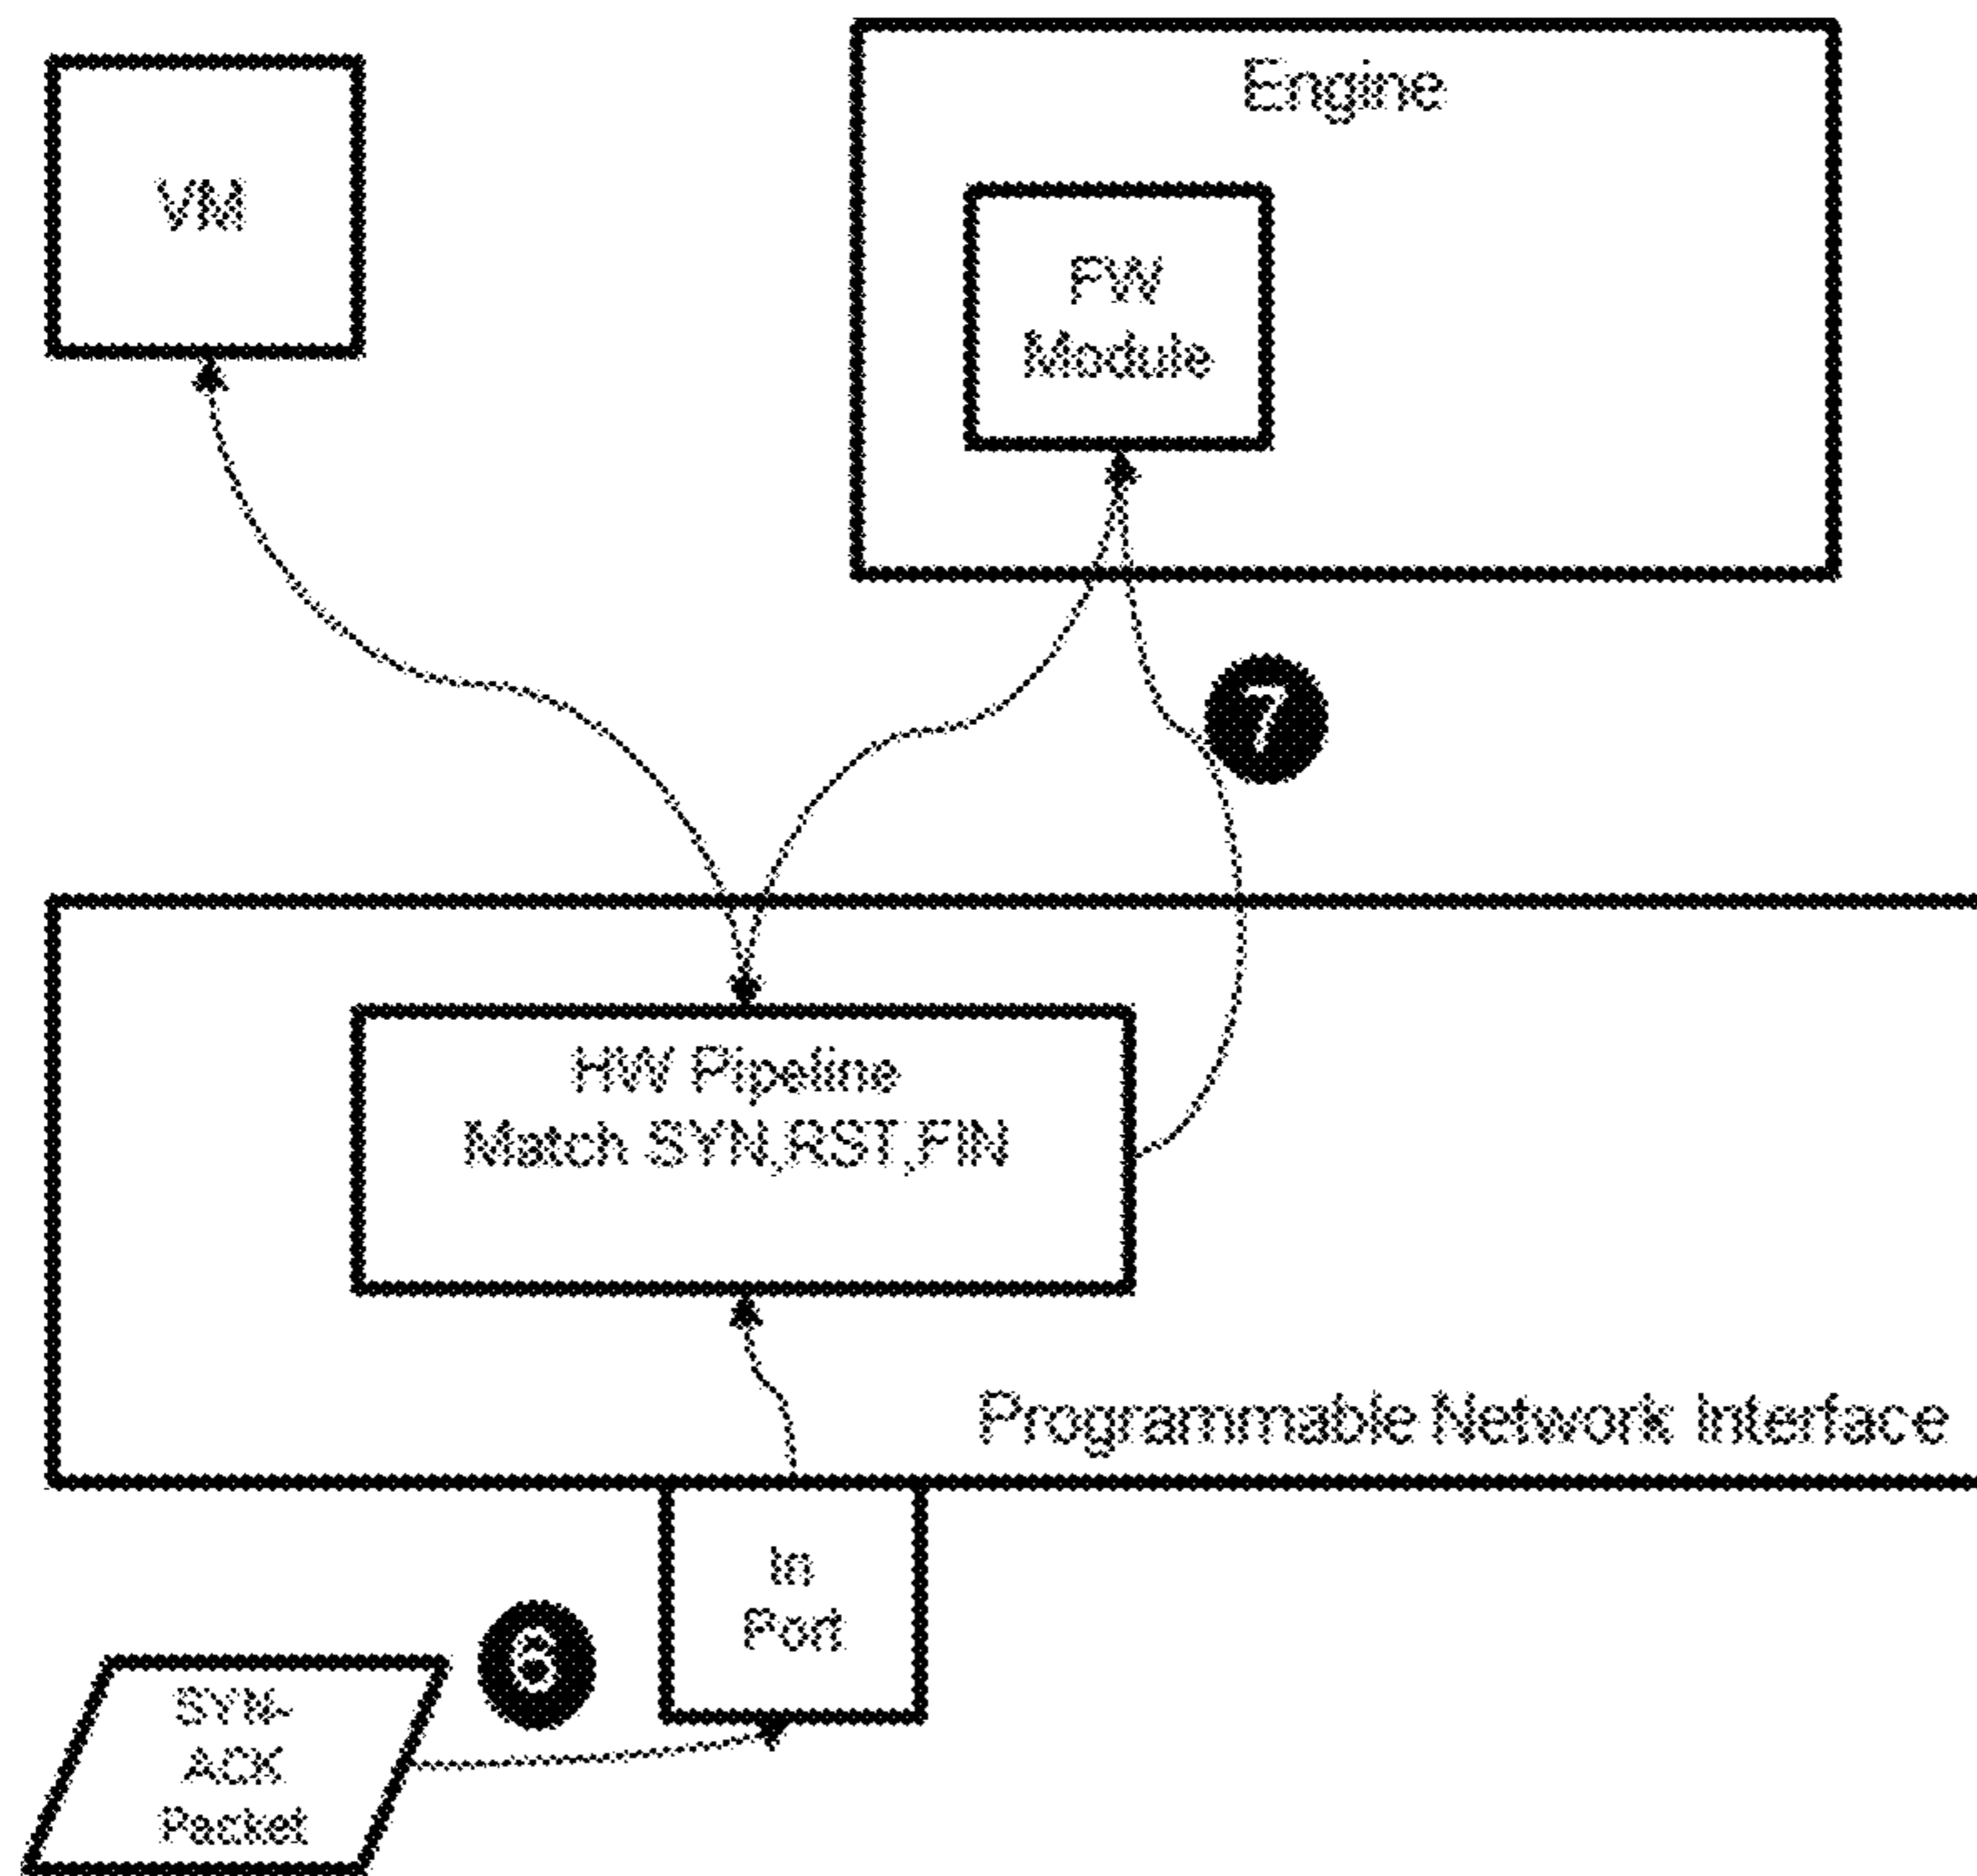 Engine
VM
FW
Module
7
HW Pipeline
Match SYN,RST,FIN
Programmable Network Interface
In
Port
6
SYN-
ACK
Packet